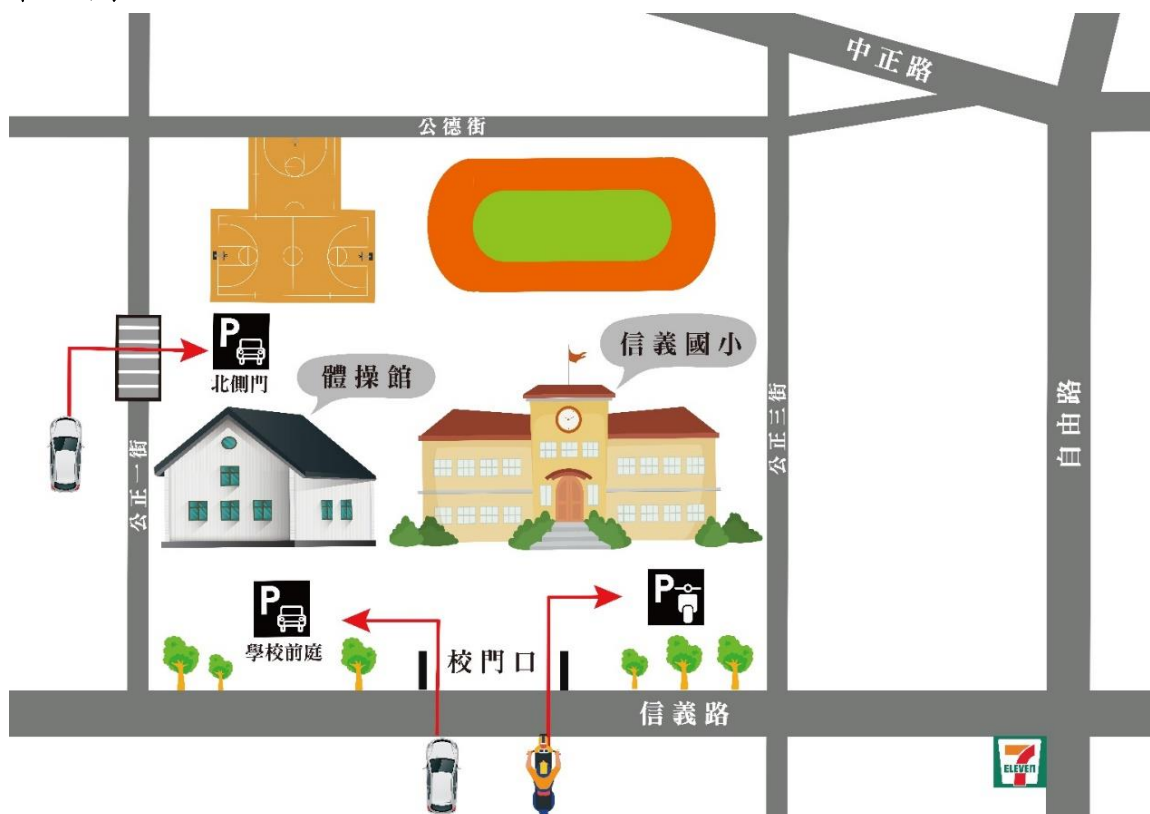 中正路
公德街
P
北側門
體操館
信義國小
公正一街
公正三街
自由路
P
學校前庭
P
校門口
信義路
7
ELEVEN